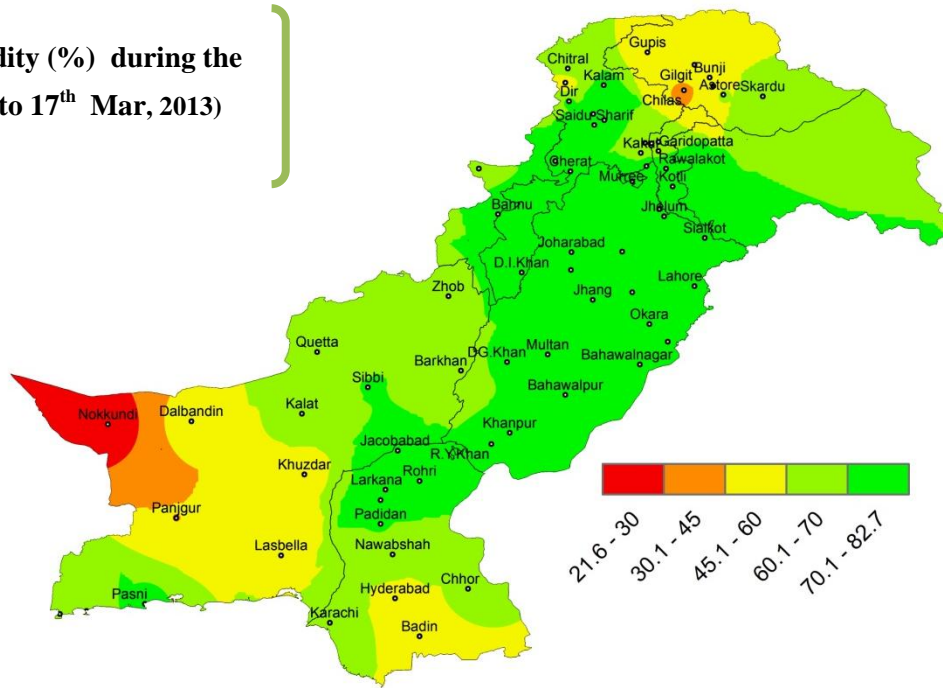 dity (%) during the
to 17th Mar, 2013)
Gupis
Chitral
Bunji
Kalam
Gilgit
Astore
Skardu
Dir
Chilas
Saidu Sharif
Garidopatta
Cherat
Rawalakot
Murree
Kotli
Bannu
Jhelum
Sialkot
Joharabad
D.I.Khan
Lahore
Zhob
Jhang
Okara
Quetta
Multan
DG.Khan
Bahawalnagar
Barkhan
Sibbi
Bahawalpur
Nokkundi
Dalbandin
Kalat
Khanpur
Jacobabad
R.Y.Khan
Khuzdar
Rohri
Larkana
Panjgur
Padidan
Lasbella
Nawabshah
Pasni
Hyderabad
Chhor
Karachi
Badin
21.6 - 30
30.1 - 45
45.1 - 60
60.1 - 70
70.1 - 82.7